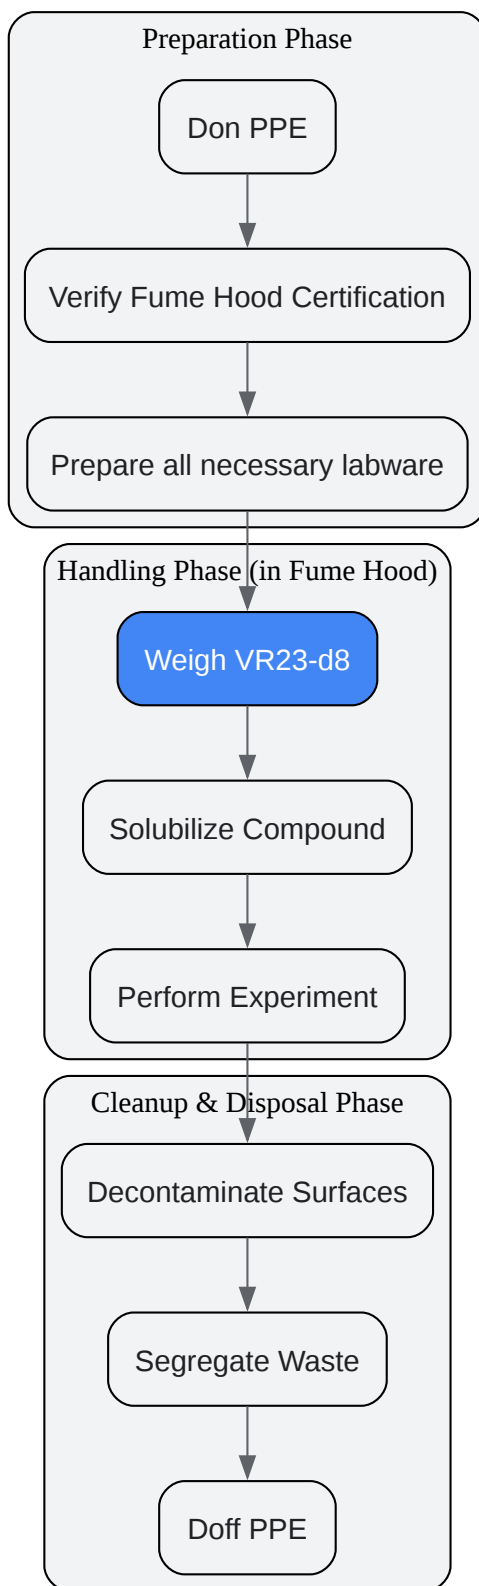 Preparation Phase
Don PPE
Verify Fume Hood Certification
Prepare all necessary labware
Handling Phase (in Fume Hood)
Weigh VR23-d8
Solubilize Compound
Perform Experiment
Cleanup & Disposal Phase
Decontaminate Surfaces
Segregate Waste
Doff PPE